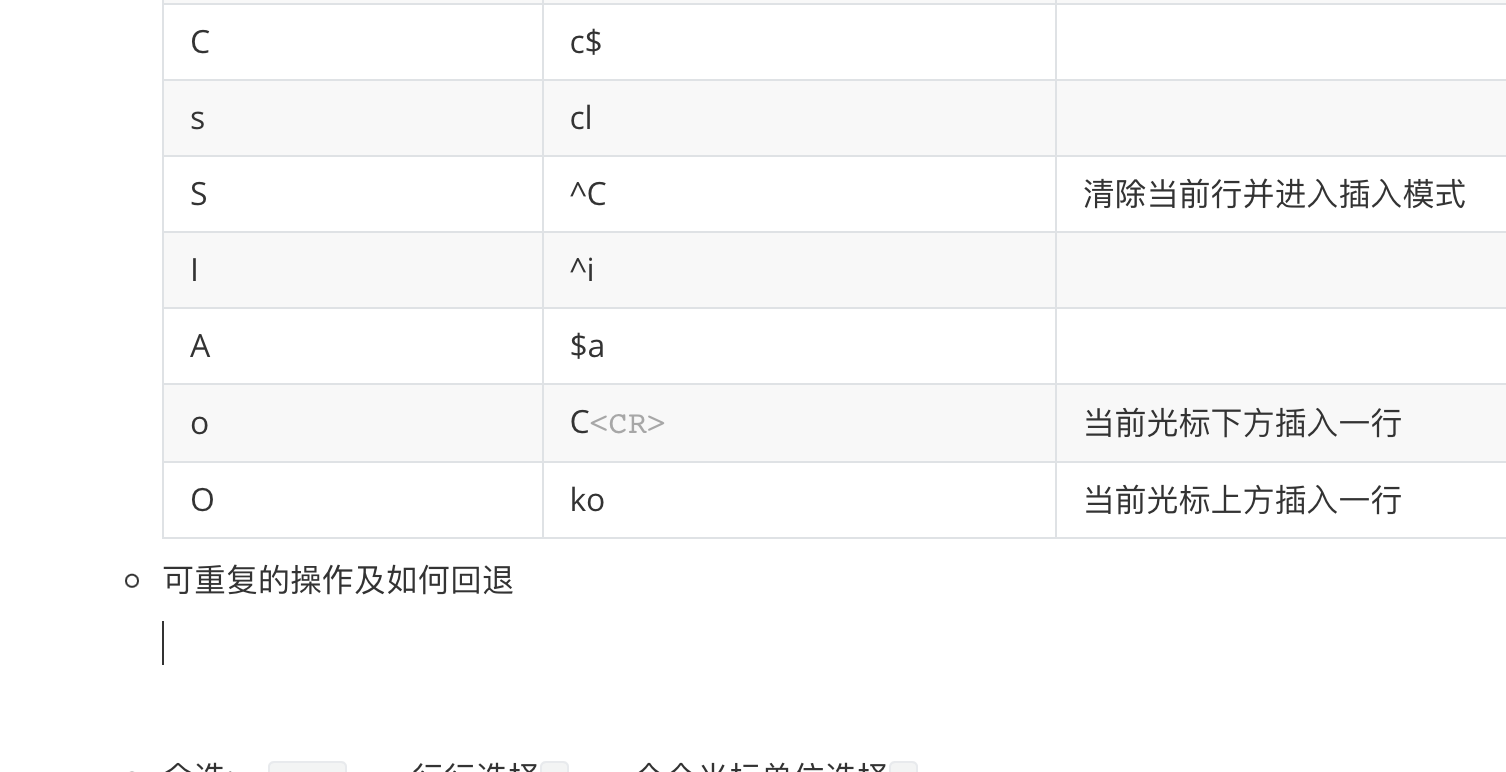 C c$
s cl
S ^C 清除当前行并进入插入模式
I ^i
A $a
o C<CR> 当前光标下方插入一行
O ko 当前光标上方插入一行
可重复的操作及如何回退